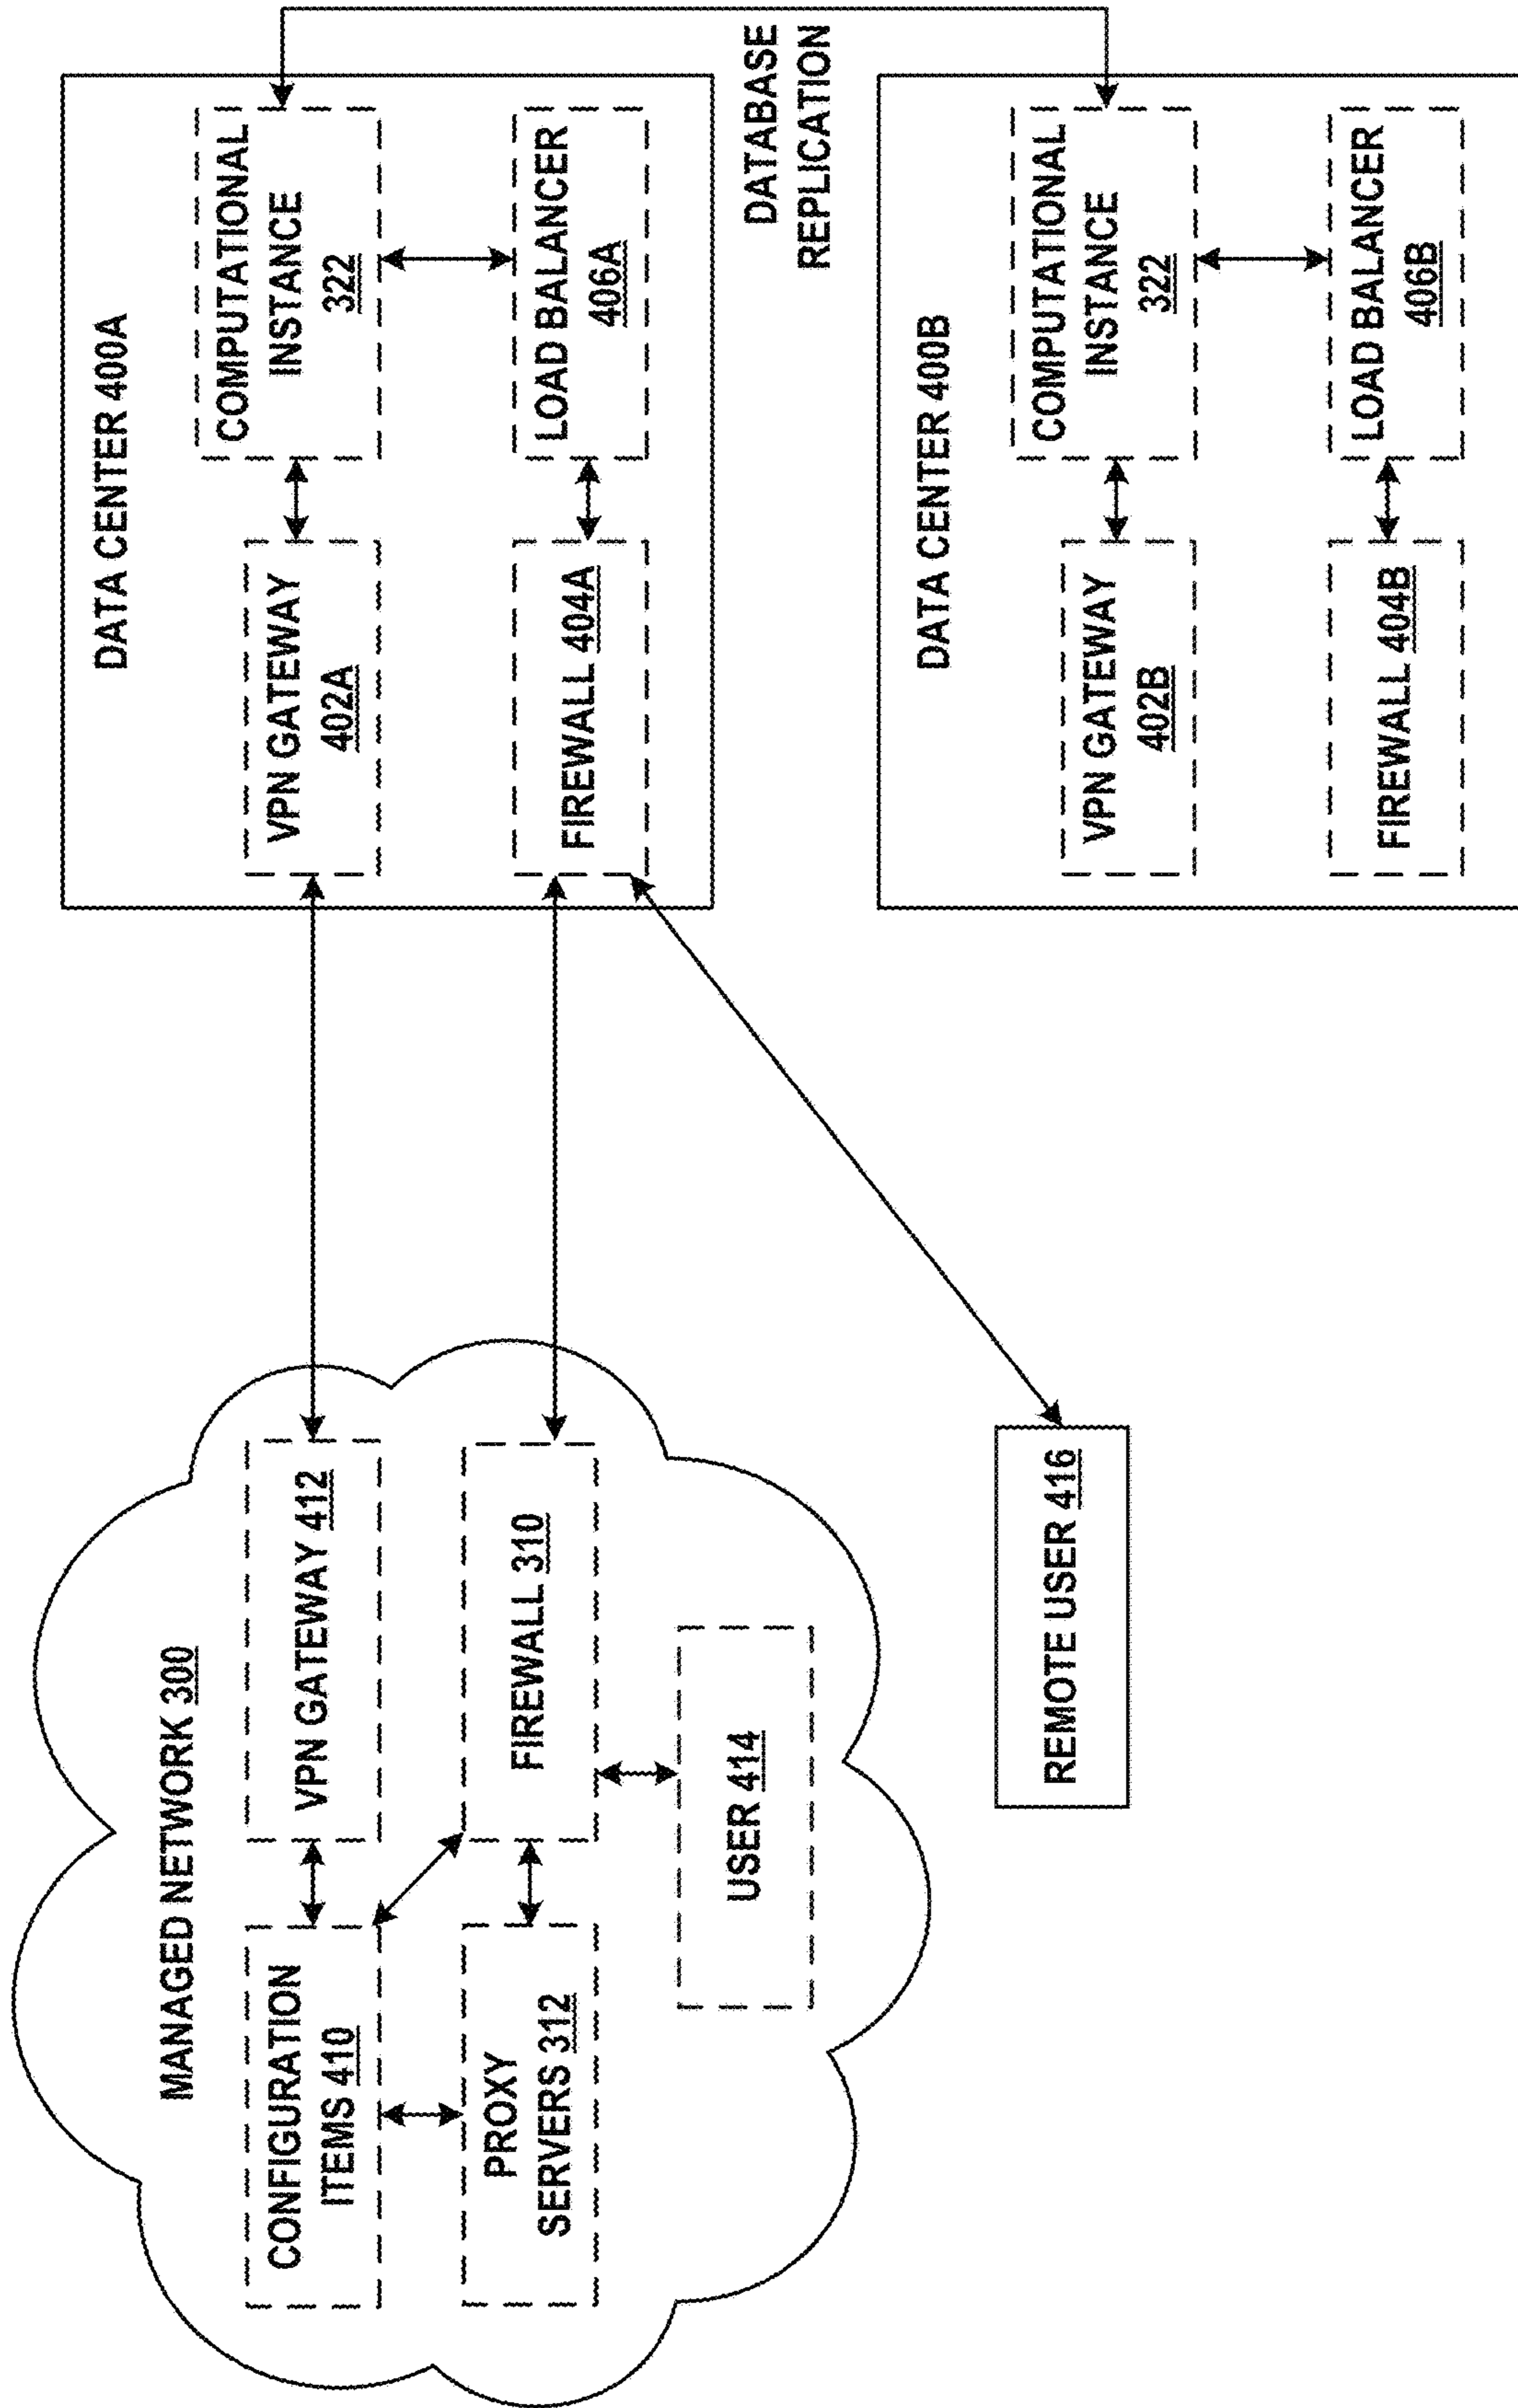 MANAGED NETWORK 300
CONFIGURATION
ITEMS 410
VPN GATEWAY 412
PROXY
SERVERS 312
FIREWALL 310
USER 414
REMOTE USER 416
DATA CENTER 400A
VPN GATEWAY
402A
COMPUTATIONAL
INSTANCE
322
FIREWALL 404A
LOAD BALANCER
406A
DATABASE
REPLICATION
DATA CENTER 400B
VPN GATEWAY
402B
COMPUTATIONAL
INSTANCE
322
FIREWALL 404B
LOAD BALANCER
406B